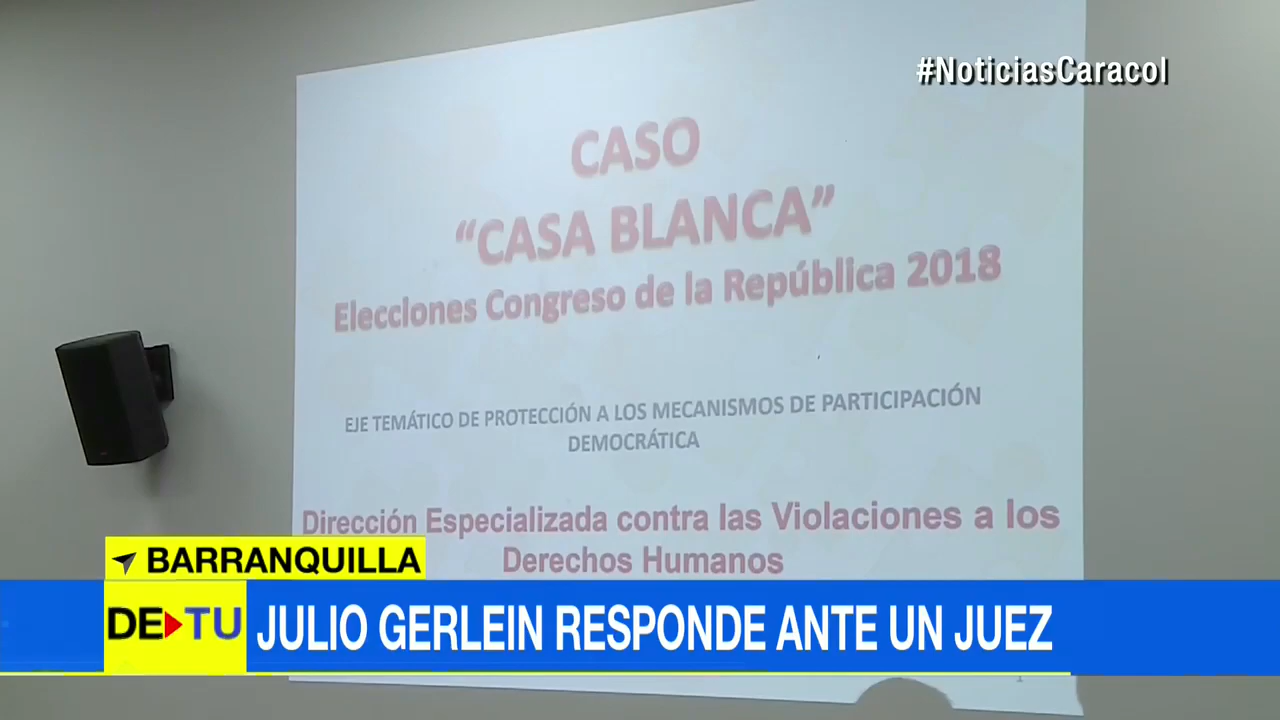 #NoticiasCaracol
CASO
“CASA BLANCA”
Elecciones Congreso de la República 2018
EJE TEMÁTICO DE PROTECCIÓN A LOS MECANISMOS DE PARTICIPACIÓN
DEMOCRÁTICA
Dirección Especializada contra las Violaciones a los
Derechos Humanos
BARRANQUILLA
DE TU
JULIO GERLEIN RESPONDE ANTE UN JUEZ